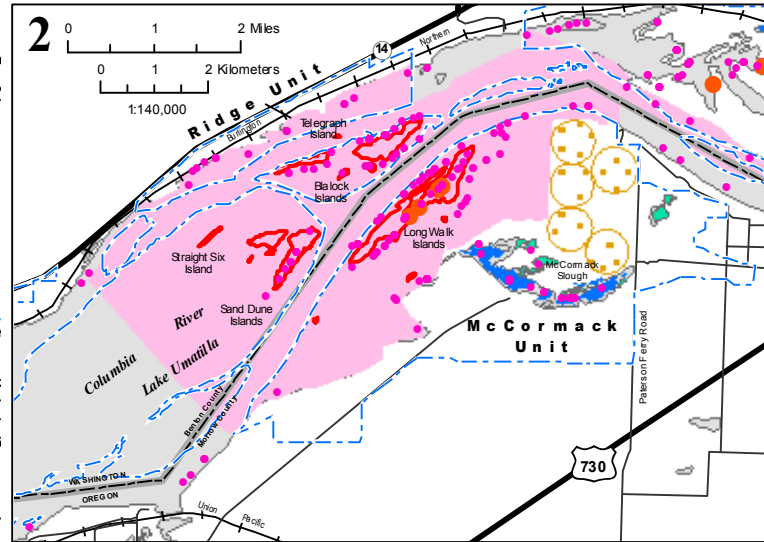 2
0 1 2 Miles
0 1 2 Kilometers
1:140,000
14
Northern
Burlington
Ridge Unit
Telegraph
Island
Blalock
Islands
Long Walk
Islands
Straight Six
Island
Sand Dune
Islands
McCormack
Slough
McCormack
Unit
River
Columbia
Lake Umatilla
Benton County
Morrow County
Paterson Ferry Road
730
WASHINGTON
OREGON
Union
Pacific